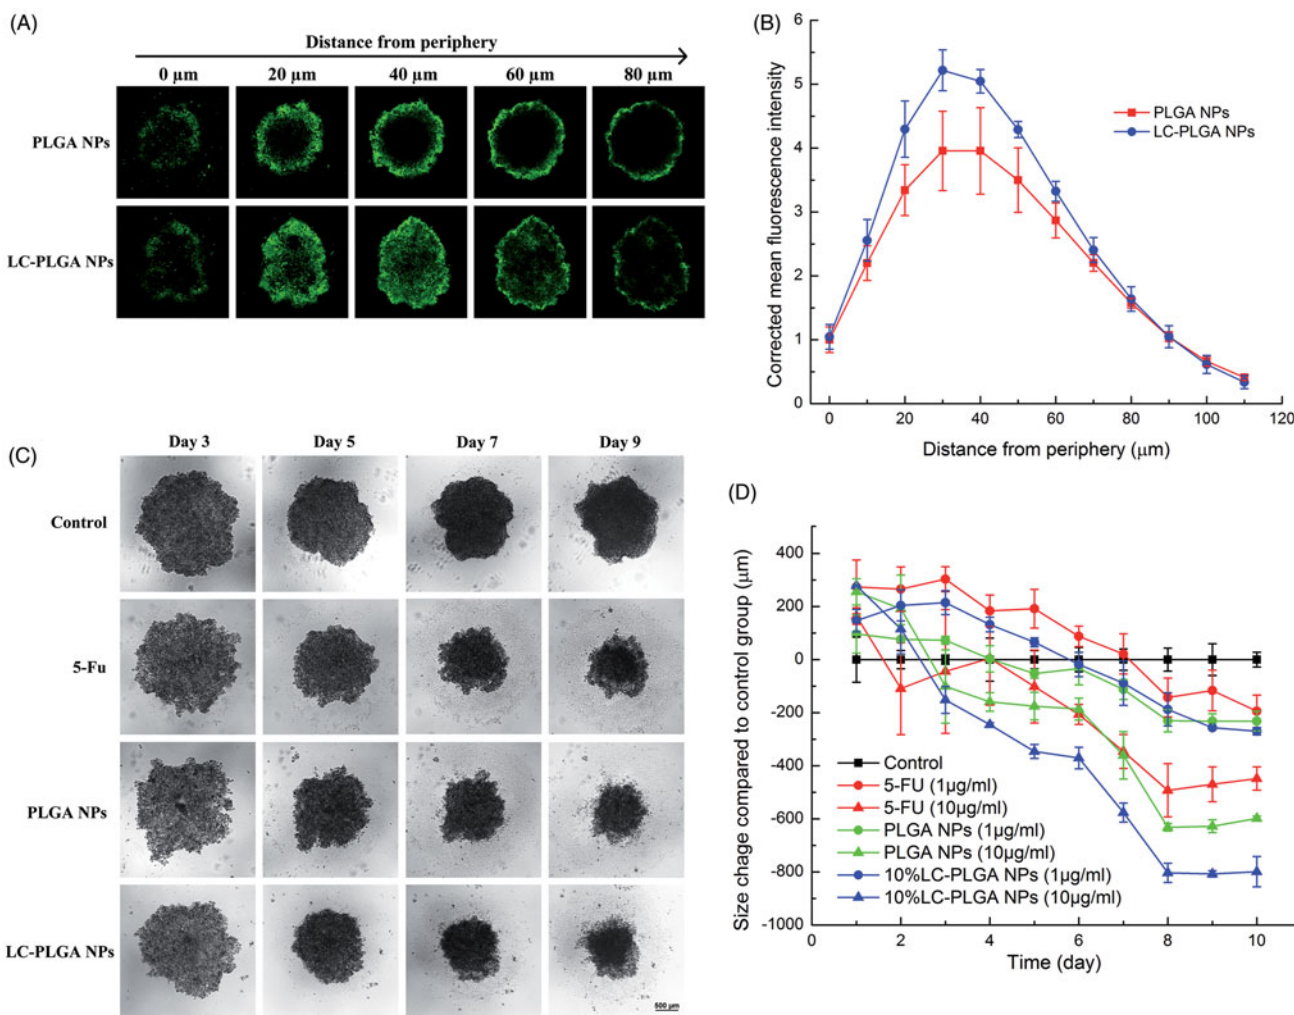 (A)
Distance from periphery
0 µm 20 µm 40 µm 60 µm 80 µm
PLGA NPs
LC-PLGA NPs
(B)
Corrected mean fluorescence intensity
6
5
4
3
2
1
0
PLGA NPs
LC-PLGA NPs
0 20 40 60 80 100 120
Distance from periphery (µm)
(C)
Day 3 Day 5 Day 7 Day 9
Control
5-Fu
PLGA NPs
LC-PLGA NPs
500 µm
(D)
Size chage compared to control group (µm)
400
200
0
-200
-400
-600
-800
-1000
Control
5-FU (1µg/ml)
5-FU (10µg/ml)
PLGA NPs (1µg/ml)
PLGA NPs (10µg/ml)
10%LC-PLGA NPs (1µg/ml)
10%LC-PLGA NPs (10µg/ml)
0 2 4 6 8 10
Time (day)